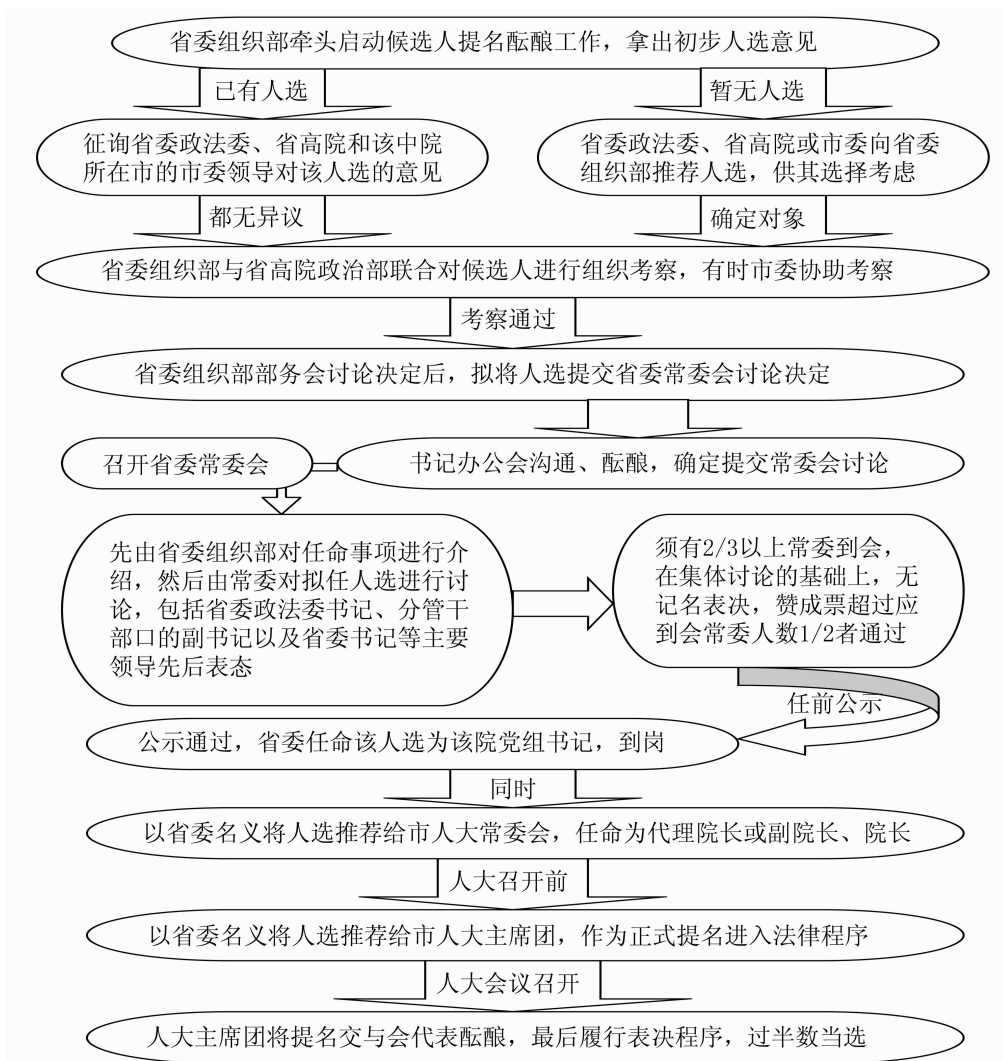 省委组织部牵头启动候选人提名酝酿工作，拿出初步人选意见
已有人选
暂无人选
征询省委政法委、省高院和该中院
所在市的市委领导对该人选的意见
省委政法委、省高院或市委向省委
组织部推荐人选，供其选择考虑
都无异议
确定对象
省委组织部与省高院政治部联合对候选人进行组织考察，有时市委协助考察
考察通过
省委组织部部务会讨论决定后，拟将人选提交省委常委会讨论决定
书记办公会沟通、酝酿，确定提交常委会讨论
召开省委常委会
先由省委组织部对任命事项进行介
绍，然后由常委对拟任人选进行讨
论，包括省委政法委书记、分管干
部口的副书记以及省委书记等主要
领导先后表态
须有2/3以上常委到会，
在集体讨论的基础上，无
记名表决，赞成票超过应
到会常委人数1/2者通过
任前公示
公示通过，省委任命该人选为该院党组书记，到岗
同时
以省委名义将人选推荐给市人大常委会，任命为代理院长或副院长、院长
人大召开前
以省委名义将人选推荐给市人大主席团，作为正式提名进入法律程序
人大会议召开
人大主席团将提名交与会代表酝酿，最后履行表决程序，过半数当选